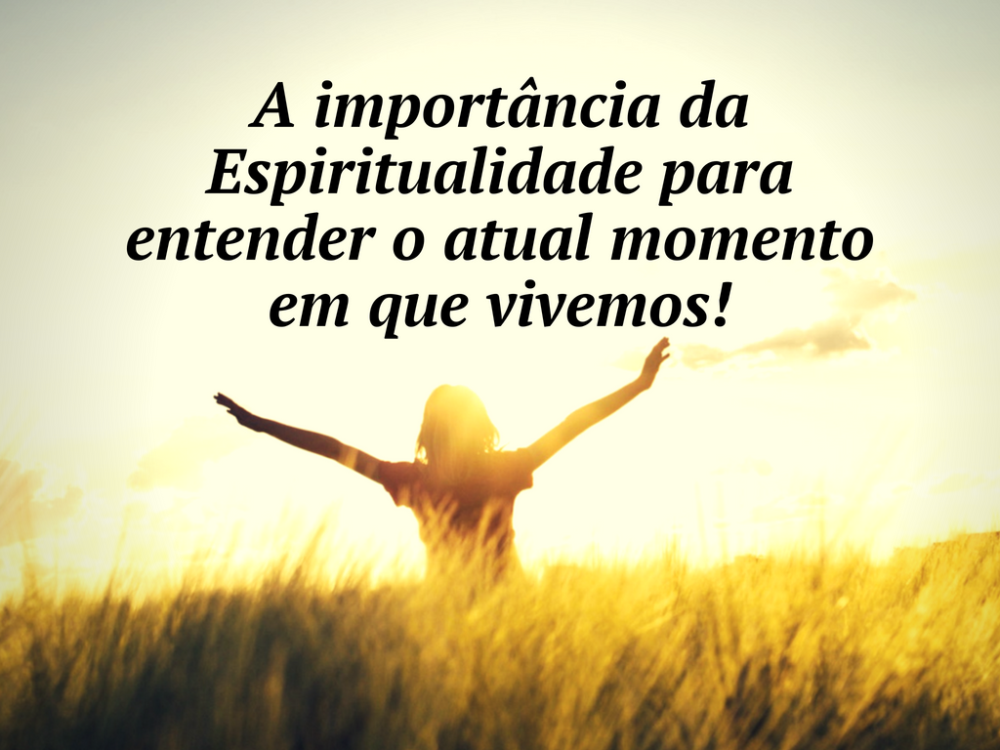 A importância da
Espiritualidade para
entender o atual momento
em que vivemos!